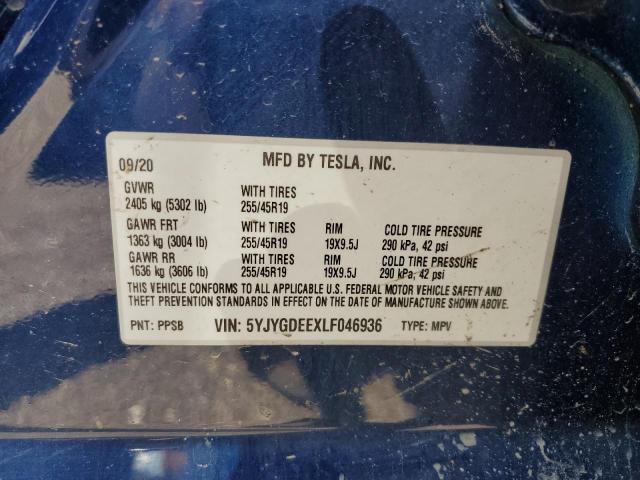 09/20 MFD BY TESLA, INC.
GVWR WITH TIRES
2405 kg (5302 lb) 255/45R19
GAWR FRT WITH TIRES RIM COLD TIRE PRESSURE
1363 kg (3004 lb) 255/45R19 19X9.5J 290 kPa, 42 psi
GAWR RR WITH TIRES RIM COLD TIRE PRESSURE
1636 kg (3606 lb) 255/45R19 19X9.5J 290 kPa, 42 psi
THIS VEHICLE CONFORMS TO ALL APPLICABLE U.S. FEDERAL MOTOR VEHICLE SAFETY AND
THEFT PREVENTION STANDARDS IN EFFECT ON THE DATE OF MANUFACTURE SHOWN ABOVE.
PNT: PPSB VIN: 5YJYGDEEXLF046936 TYPE: MPV